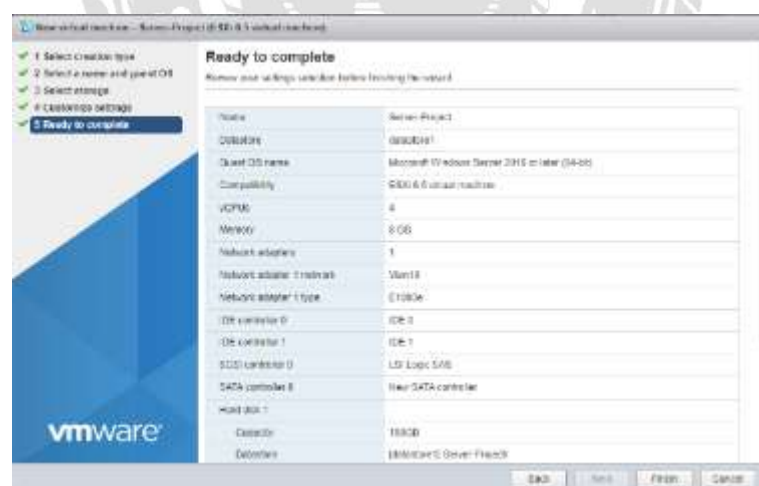 New virtual machine - Server-Project (ESXi 6.5 virtual machine)
1 Select creation type
2 Select a name and guest OS
3 Select storage
4 Customize settings
5 Ready to complete
Ready to complete
Review your settings selection before finishing the wizard
Name Server-Project
Datastore datastore1
Guest OS name Microsoft Windows Server 2016 or later (64-bit)
Compatibility virtual machine
vCPUs 4
Memory 8 GB
Network adapters 1
Network adapter 1 network
Network adapter 1 type E1000e
IDE controller 0 IDE 0
IDE controller 1 IDE 1
SCSI controller 0 LSI Logic SAS
SATA controller 0 New SATA controller
Hard disk 1
Capacity
Datastore [datastore1] Server-Project/
vmware
Back Next Finish Cancel